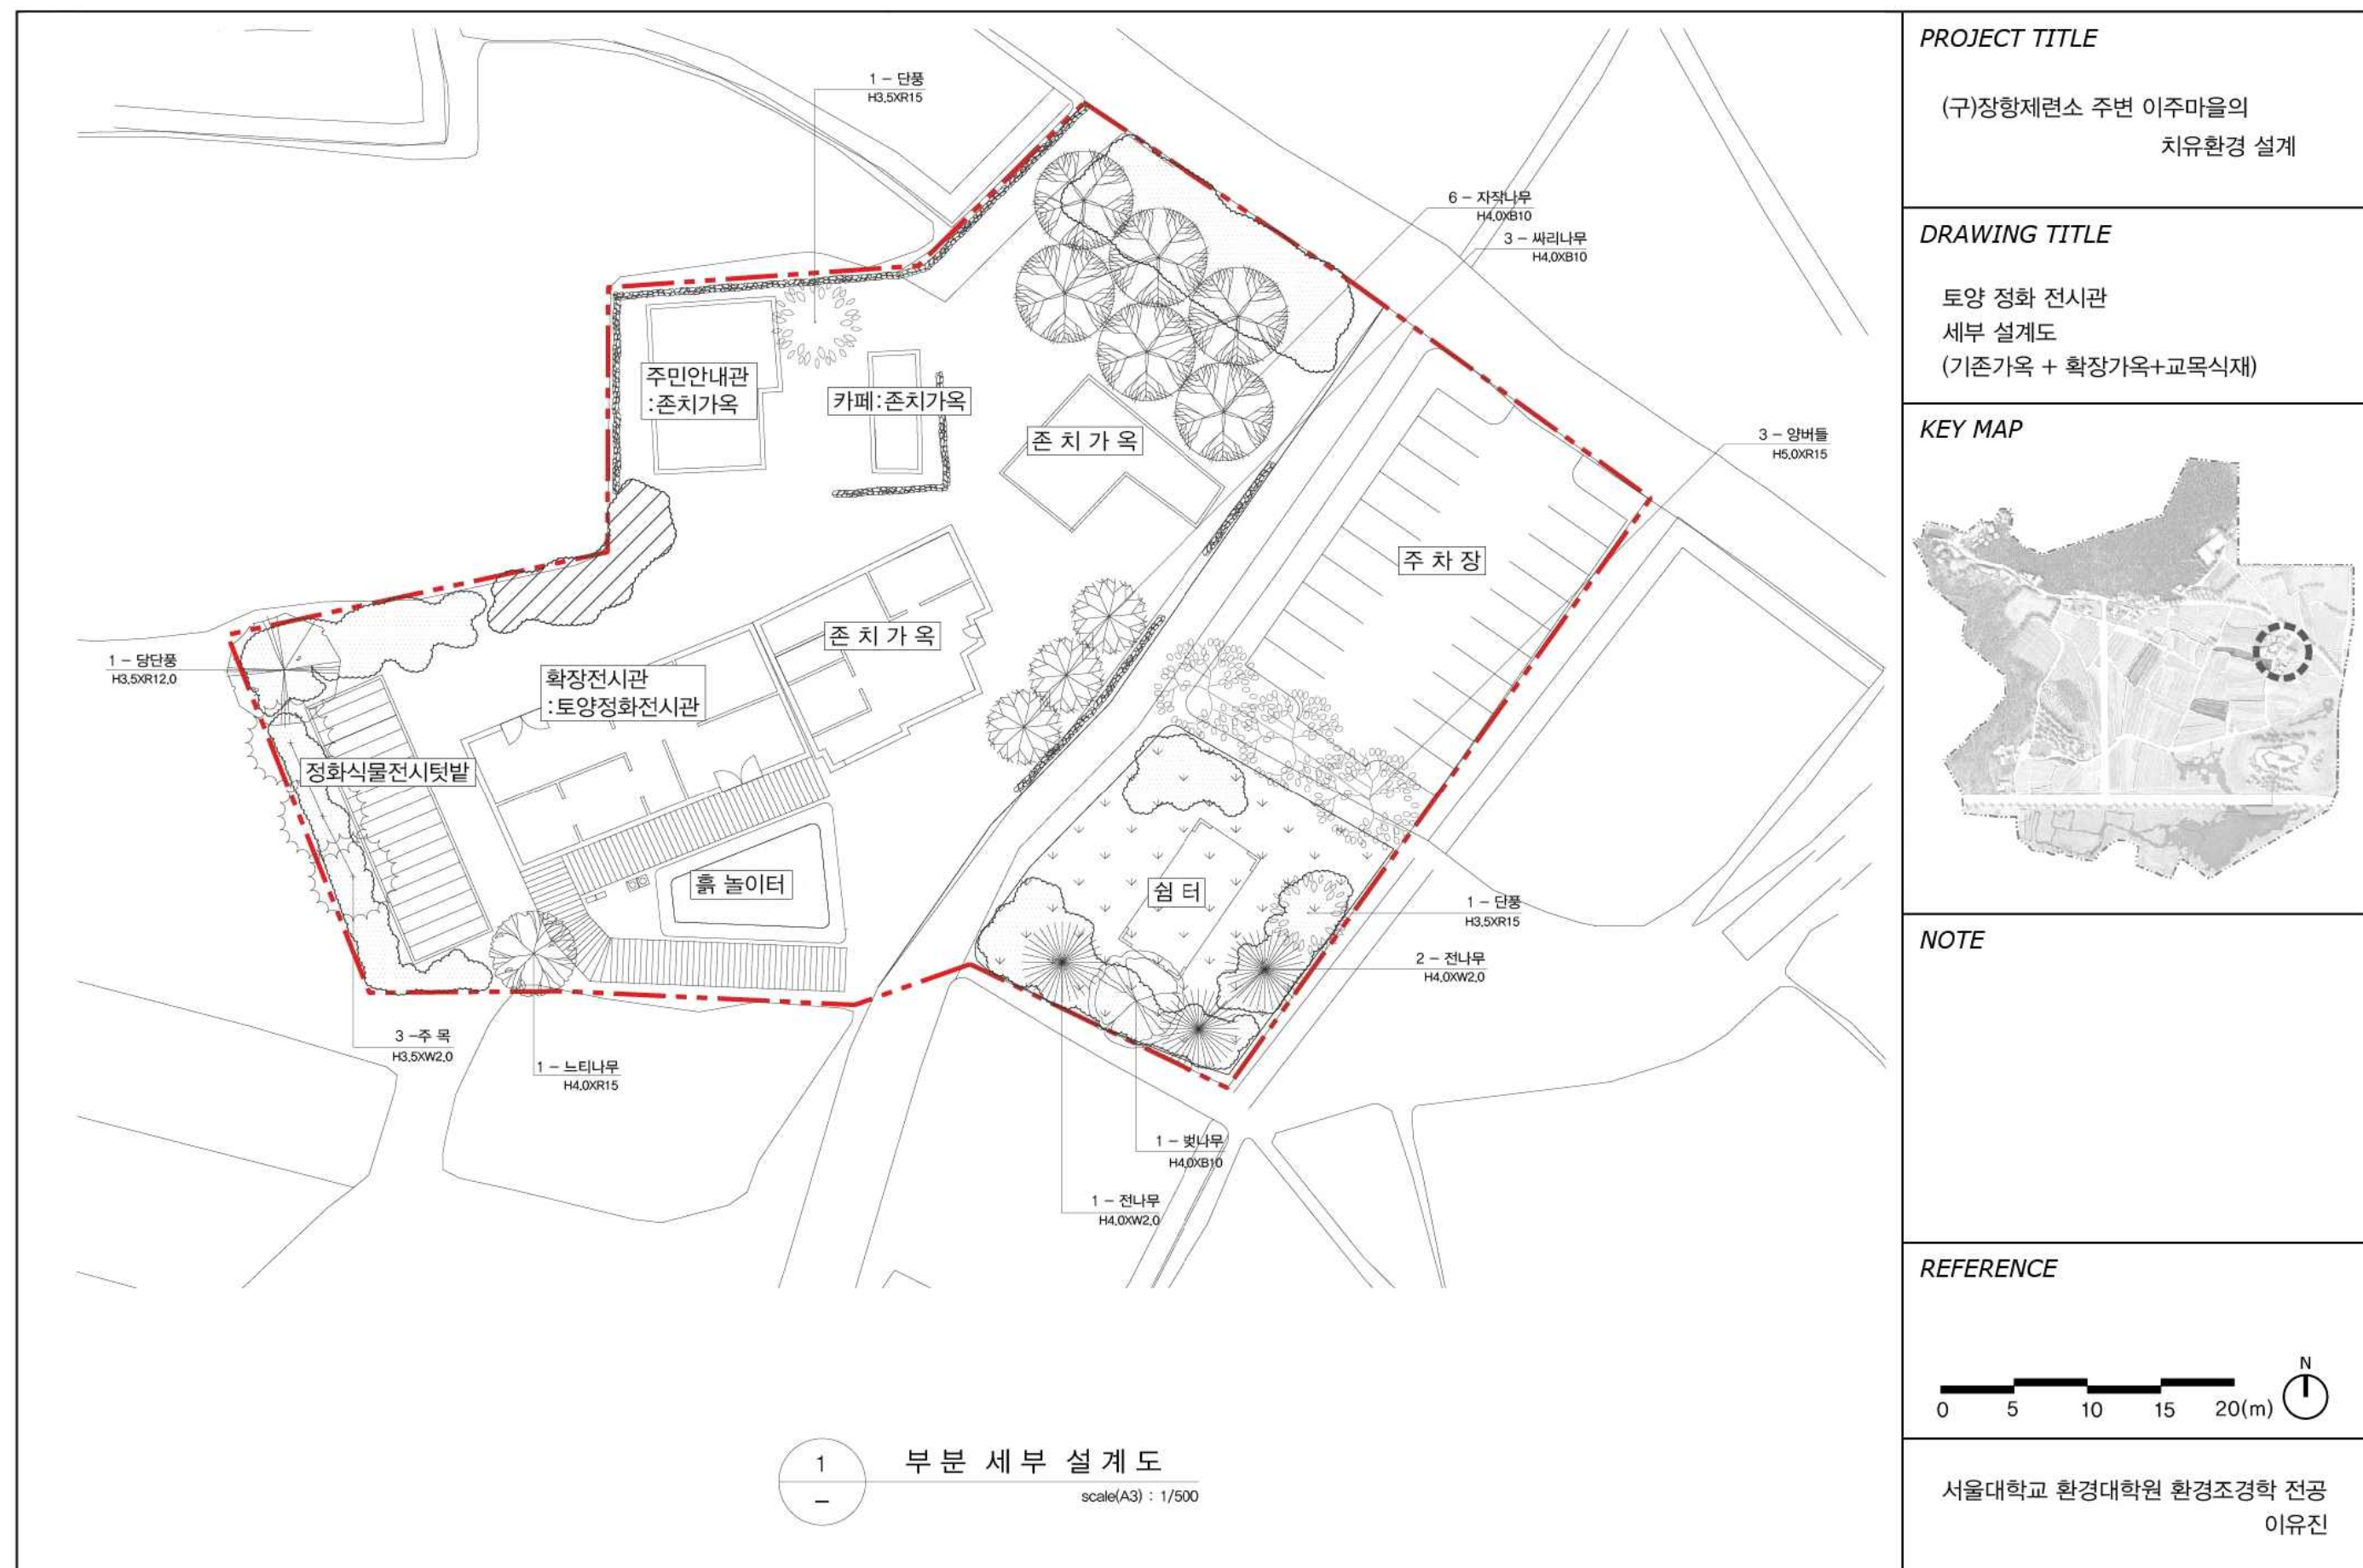 1 – 단풍
H3.5XR15
6 – 자작나무
H4.0XB10
3 – 싸리나무
H4.0XB10
3 – 양버들
H5.0XR15
주민안내관
:존치가옥
카페:존치가옥
존 치 가 옥
주 차 장
존 치 가 옥
1 – 당단풍
H3.5XR12.0
확장전시관
:토양정화전시관
정화식물전시텃밭
흙 놀이터
쉼 터
1 – 단풍
H3.5XR15
2 – 전나무
H4.0XW2.0
3 –주 목
H3.5XW2.0
1 – 느티나무
H4.0XR15
1 – 벚나무
H4.0XB10
1 – 전나무
H4.0XW2.0
1
–
부 분 세 부 설 계 도
scale(A3) : 1/500
PROJECT TITLE
(구)장항제련소 주변 이주마을의
치유환경 설계
DRAWING TITLE
토양 정화 전시관
세부 설계도
(기존가옥 + 확장가옥+교목식재)
KEY MAP
NOTE
REFERENCE
N
0 5 10 15 20(m)
서울대학교 환경대학원 환경조경학 전공
이유진